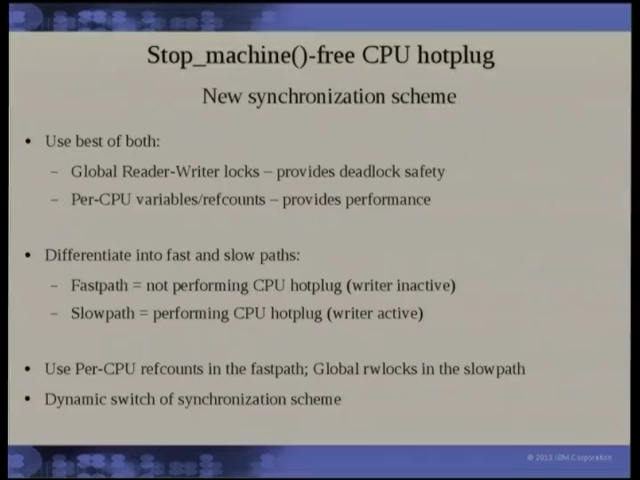 Stop_machine()-free CPU hotplug
New synchronization scheme
• Use best of both:
– Global Reader-Writer locks – provides deadlock safety
– Per-CPU variables/refcounts – provides performance
• Differentiate into fast and slow paths:
– Fastpath = not performing CPU hotplug (writer inactive)
– Slowpath = performing CPU hotplug (writer active)
• Use Per-CPU refcounts in the fastpath; Global rwlocks in the slowpath
• Dynamic switch of synchronization scheme
© 2013 IBM Corporation